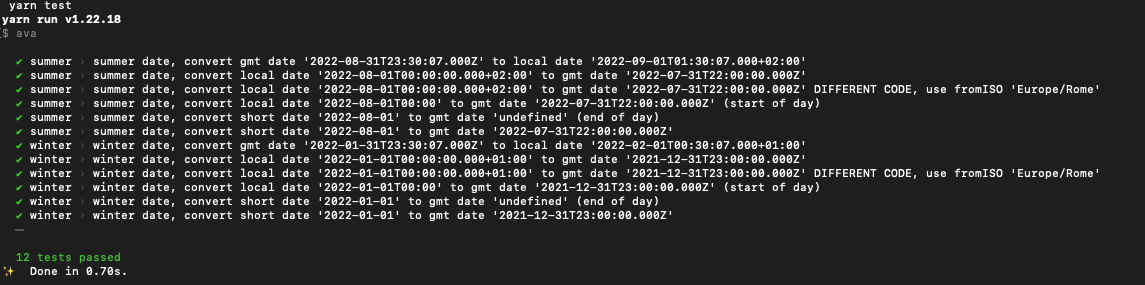 yarn test
yarn run v1.22.18
$ ava
✔ summer › summer date, convert gmt date '2022-08-31T23:30:07.000Z' to local date '2022-09-01T01:30:07.000+02:00'
✔ summer › summer date, convert local date '2022-08-01T00:00:00.000+02:00' to gmt date '2022-07-31T22:00:00.000Z'
✔ summer › summer date, convert local date '2022-08-01T00:00:00.000+02:00' to gmt date '2022-07-31T22:00:00.000Z' DIFFERENT CODE, use fromISO 'Europe/Rome'
✔ summer › summer date, convert local date '2022-08-01T00:00' to gmt date '2022-07-31T22:00:00.000Z' (start of day)
✔ summer › summer date, convert short date '2022-08-01' to gmt date 'undefined' (end of day)
✔ summer › summer date, convert short date '2022-08-01' to gmt date '2022-07-31T22:00:00.000Z'
✔ winter › winter date, convert gmt date '2022-01-31T23:30:07.000Z' to local date '2022-02-01T00:30:07.000+01:00'
✔ winter › winter date, convert local date '2022-01-01T00:00:00.000+01:00' to gmt date '2021-12-31T23:00:00.000Z'
✔ winter › winter date, convert local date '2022-01-01T00:00:00.000+01:00' to gmt date '2021-12-31T23:00:00.000Z' DIFFERENT CODE, use fromISO 'Europe/Rome'
✔ winter › winter date, convert local date '2022-01-01T00:00' to gmt date '2021-12-31T23:00:00.000Z' (start of day)
✔ winter › winter date, convert short date '2022-01-01' to gmt date 'undefined' (end of day)
✔ winter › winter date, convert short date '2022-01-01' to gmt date '2021-12-31T23:00:00.000Z'
─
12 tests passed
✨ Done in 0.70s.